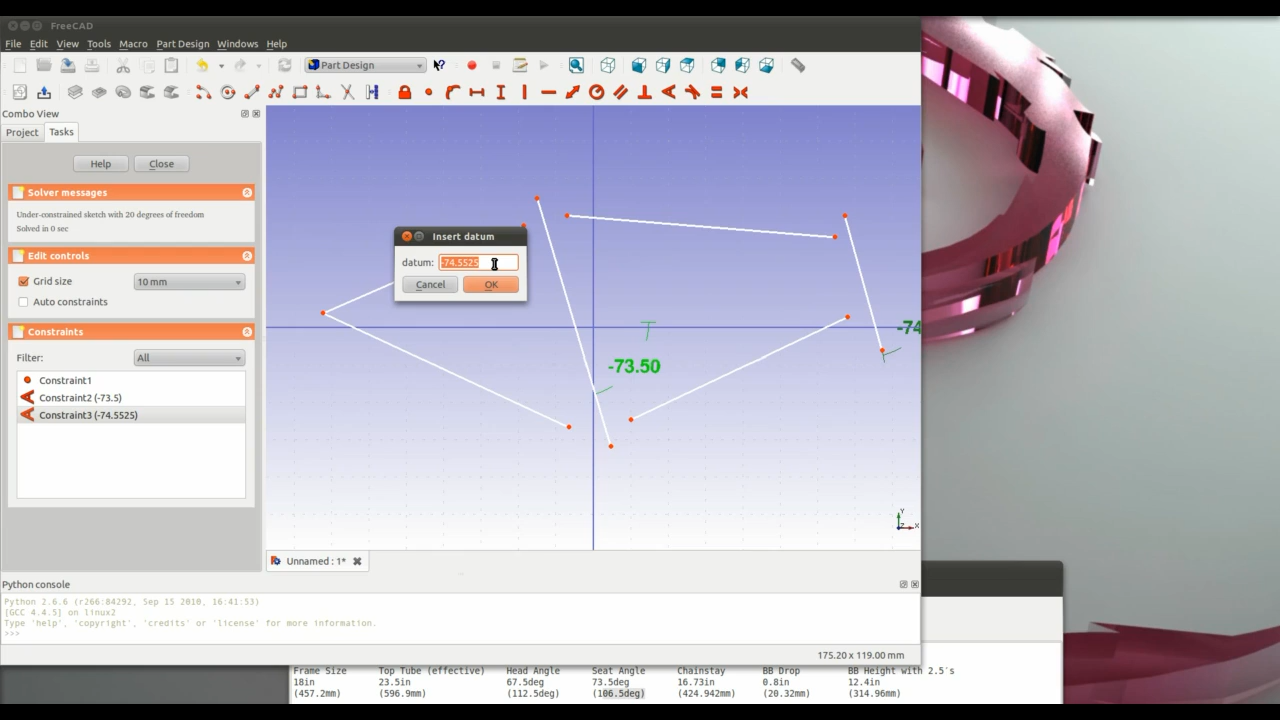 FreeCAD
File Edit View Tools Macro Part Design Windows Help
Part Design
Combo View
Project Tasks
Help Close
Solver messages
Under-constrained sketch with 20 degrees of freedom
Solved in 0 sec
Edit controls
Grid size 10 mm
Auto constraints
Constraints
Filter: All
Constraint1
Constraint2 (-73.5)
Constraint3 (-74.5525)
Insert datum
datum: -74.5525
Cancel OK
-74
-73.50
Y
Z X
Unnamed : 1*
Python console
Python 2.6.6 (r266:84292, Sep 15 2010, 16:41:53)
[GCC 4.4.5] on linux2
Type 'help', 'copyright', 'credits' or 'license' for more information.
>>>
175.20 x 119.00 mm
Frame Size Top Tube (effective) Head Angle Seat Angle Chainstay BB Drop BB Height with 2.5's
18in 23.5in 67.5deg 73.5deg 16.73in 0.8in 12.4in
(457.2mm) (596.9mm) (112.5deg) (106.5deg) (424.942mm) (20.32mm) (314.96mm)